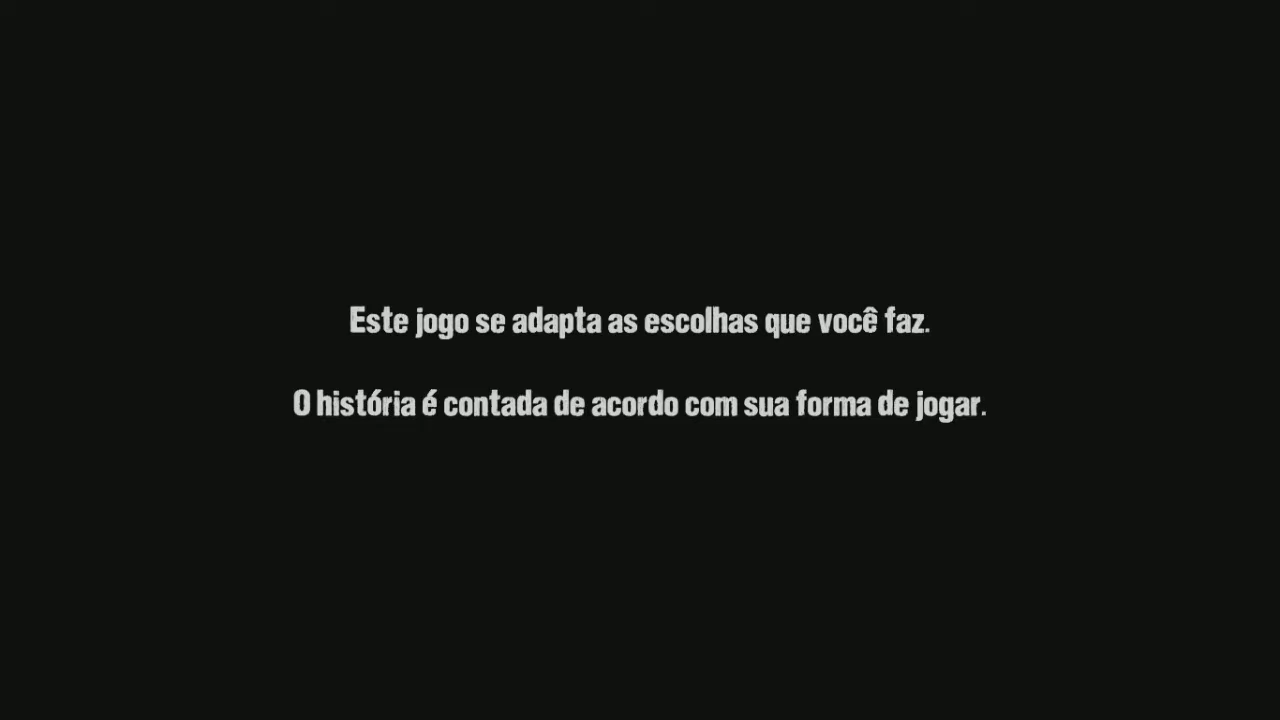 Este jogo se adapta as escolhas que você faz.
O história é contada de acordo com sua forma de jogar.